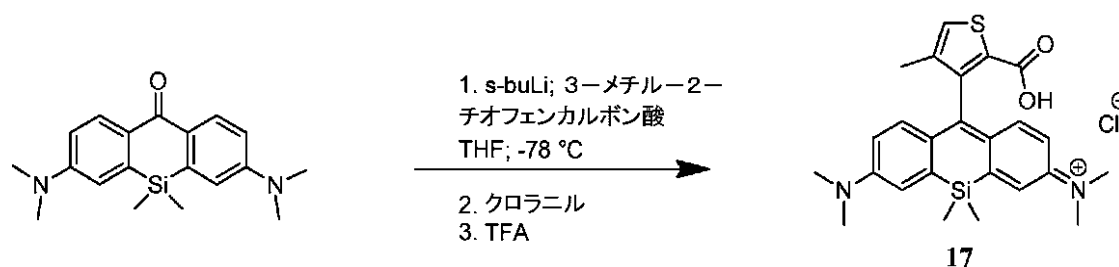 O
N
Si
N
1. s-buLi; 3ーメチルー2ー
チオフェンカルボン酸
THF; -78 °C
2. クロラニル
3. TFA
S
O
OH
⊖
Cl
N
Si
⊕
N
17